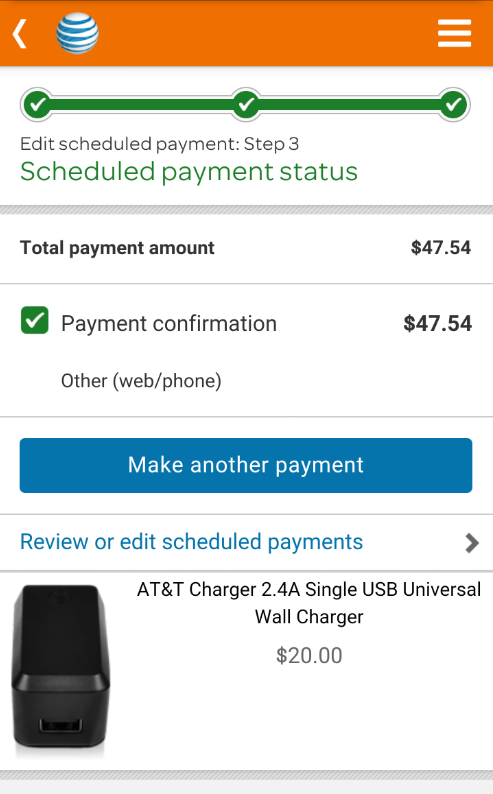 Edit scheduled payment: Step 3
Scheduled payment status
Total payment amount $47.54
Payment confirmation $47.54
Other (web/phone)
Make another payment
Review or edit scheduled payments
AT&T Charger 2.4A Single USB Universal
Wall Charger
$20.00